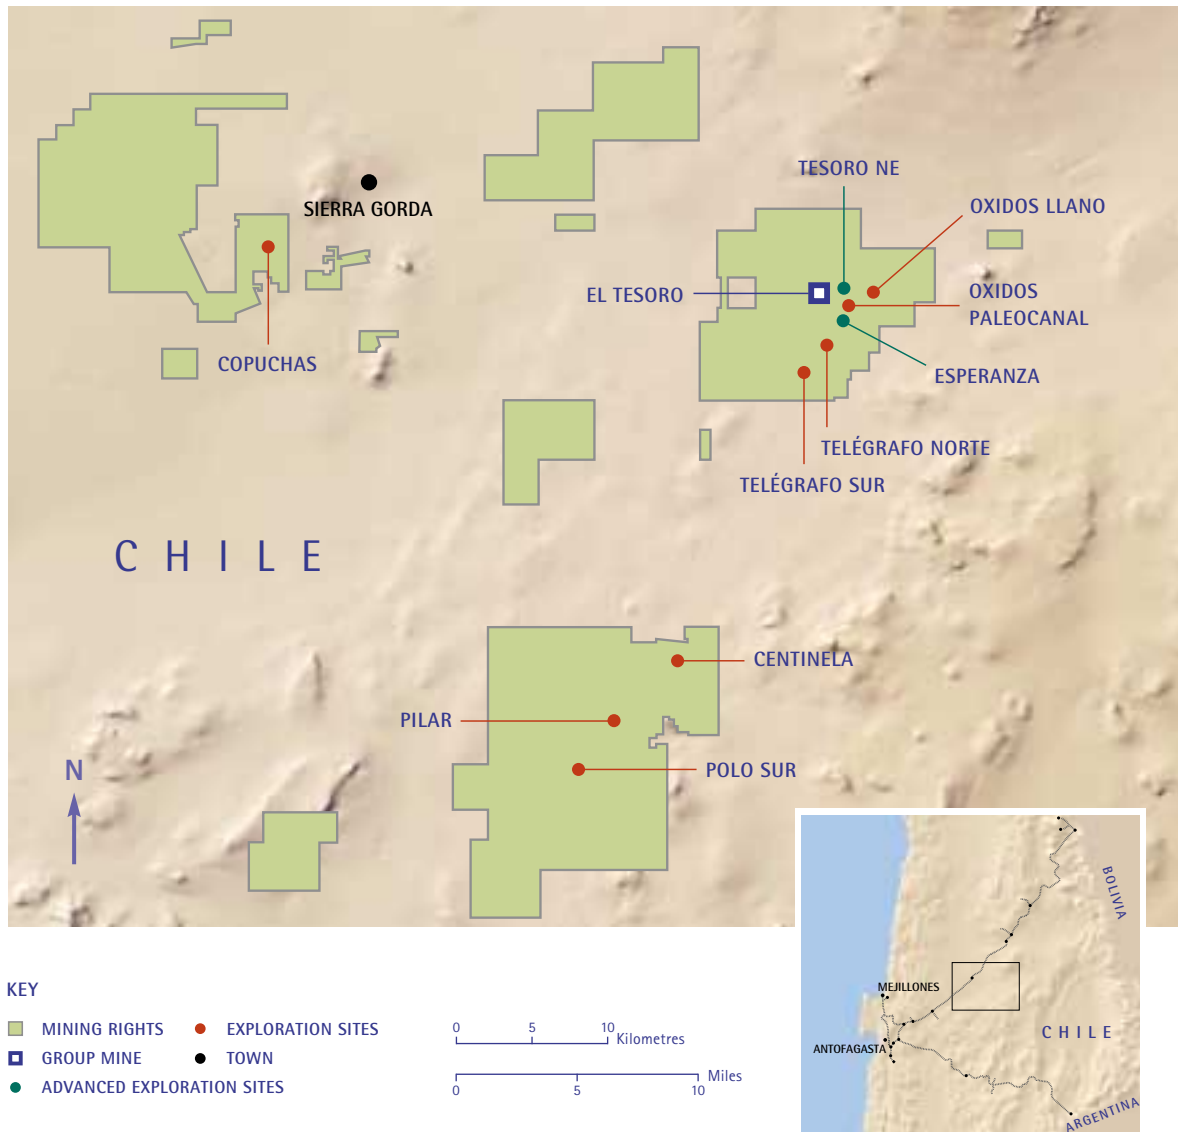 TESORO NE
OXIDOS LLANO
SIERRA GORDA
EL TESORO
OXIDOS
PALEOCANAL
COPUCHAS
ESPERANZA
TELÉGRAFO NORTE
TELÉGRAFO SUR
CHILE
CENTINELA
PILAR
POLO SUR
N
BOLIVIA
MEJILLONES
CHILE
ANTOFAGASTA
ARGENTINA
KEY
MINING RIGHTS
EXPLORATION SITES
GROUP MINE
TOWN
ADVANCED EXPLORATION SITES
0 5 10 Kilometres
Miles
0 5 10